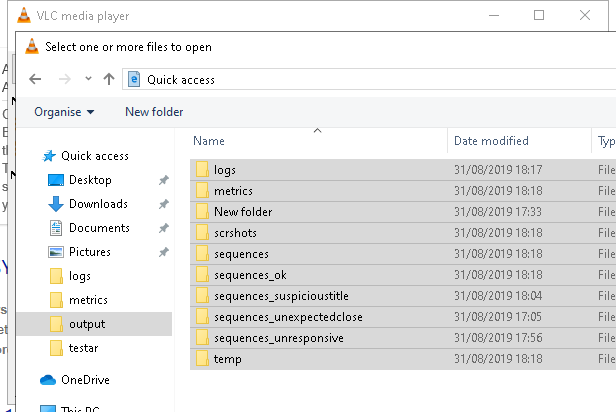 VLC media player
Select one or more files to open
Quick access
Organise New folder
Name Date modified Typ
Quick access
Desktop
Downloads
Documents
Pictures
logs
metrics
output
testar
OneDrive
This PC
logs 31/08/2019 18:17 File
metrics 31/08/2019 18:18 File
New folder 31/08/2019 17:33 File
scrshots 31/08/2019 18:18 File
sequences 31/08/2019 18:18 File
sequences_ok 31/08/2019 18:18 File
sequences_suspicioustitle 31/08/2019 18:04 File
sequences_unexpectedclose 31/08/2019 17:05 File
sequences_unresponsive 31/08/2019 17:56 File
temp 31/08/2019 18:18 File